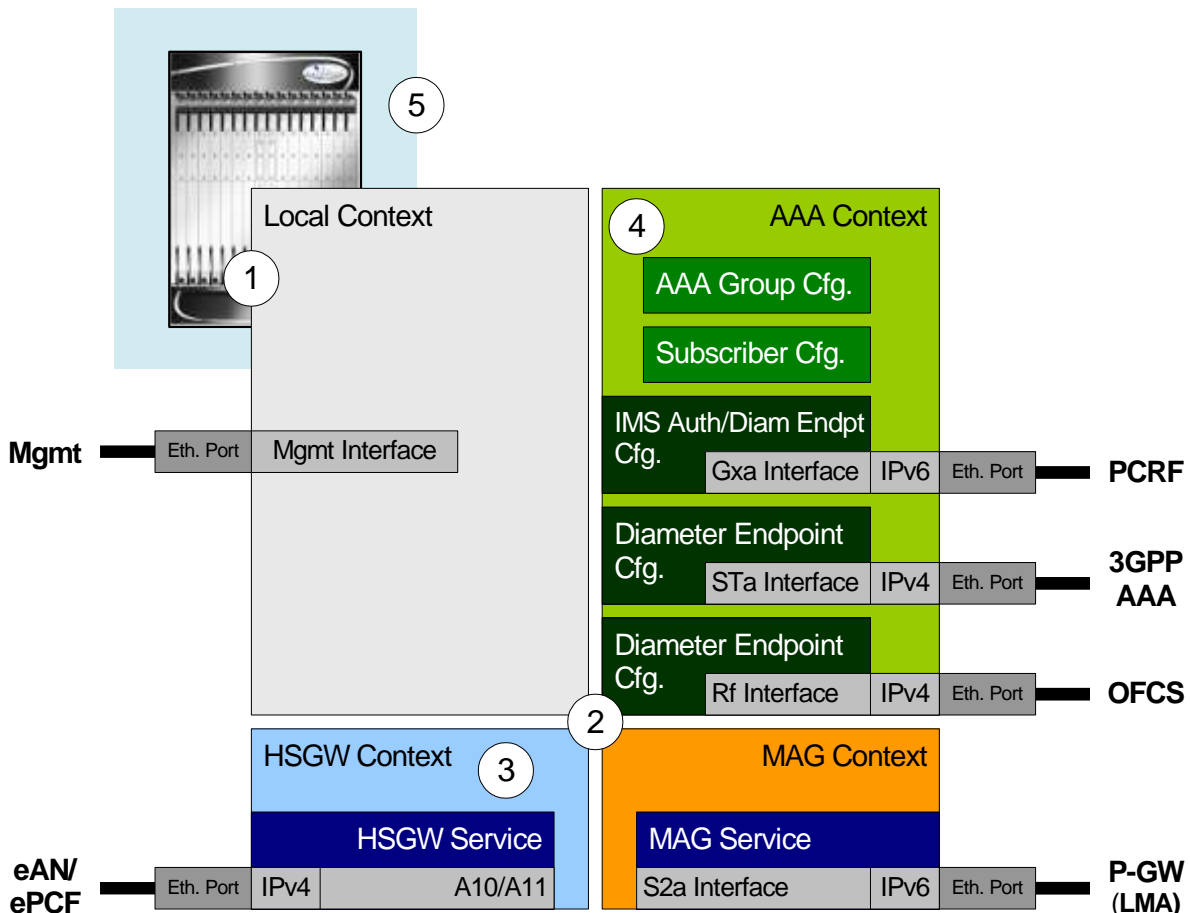 5
Local Context
4
AAA Context
1
AAA Group Cfg.
Subscriber Cfg.
IMS Auth/Diam Endpt
Cfg.
Mgmt
Eth. Port
Mgmt Interface
Gxa Interface
IPv6
Eth. Port
PCRF
Diameter Endpoint
Cfg.
STa Interface
IPv4
Eth. Port
3GPP
AAA
Diameter Endpoint
Cfg.
Rf Interface
IPv4
Eth. Port
OFCS
2
HSGW Context
3
MAG Context
HSGW Service
MAG Service
eAN/
ePCF
Eth. Port
IPv4
A10/A11
S2a Interface
IPv6
Eth. Port
P-GW
(LMA)